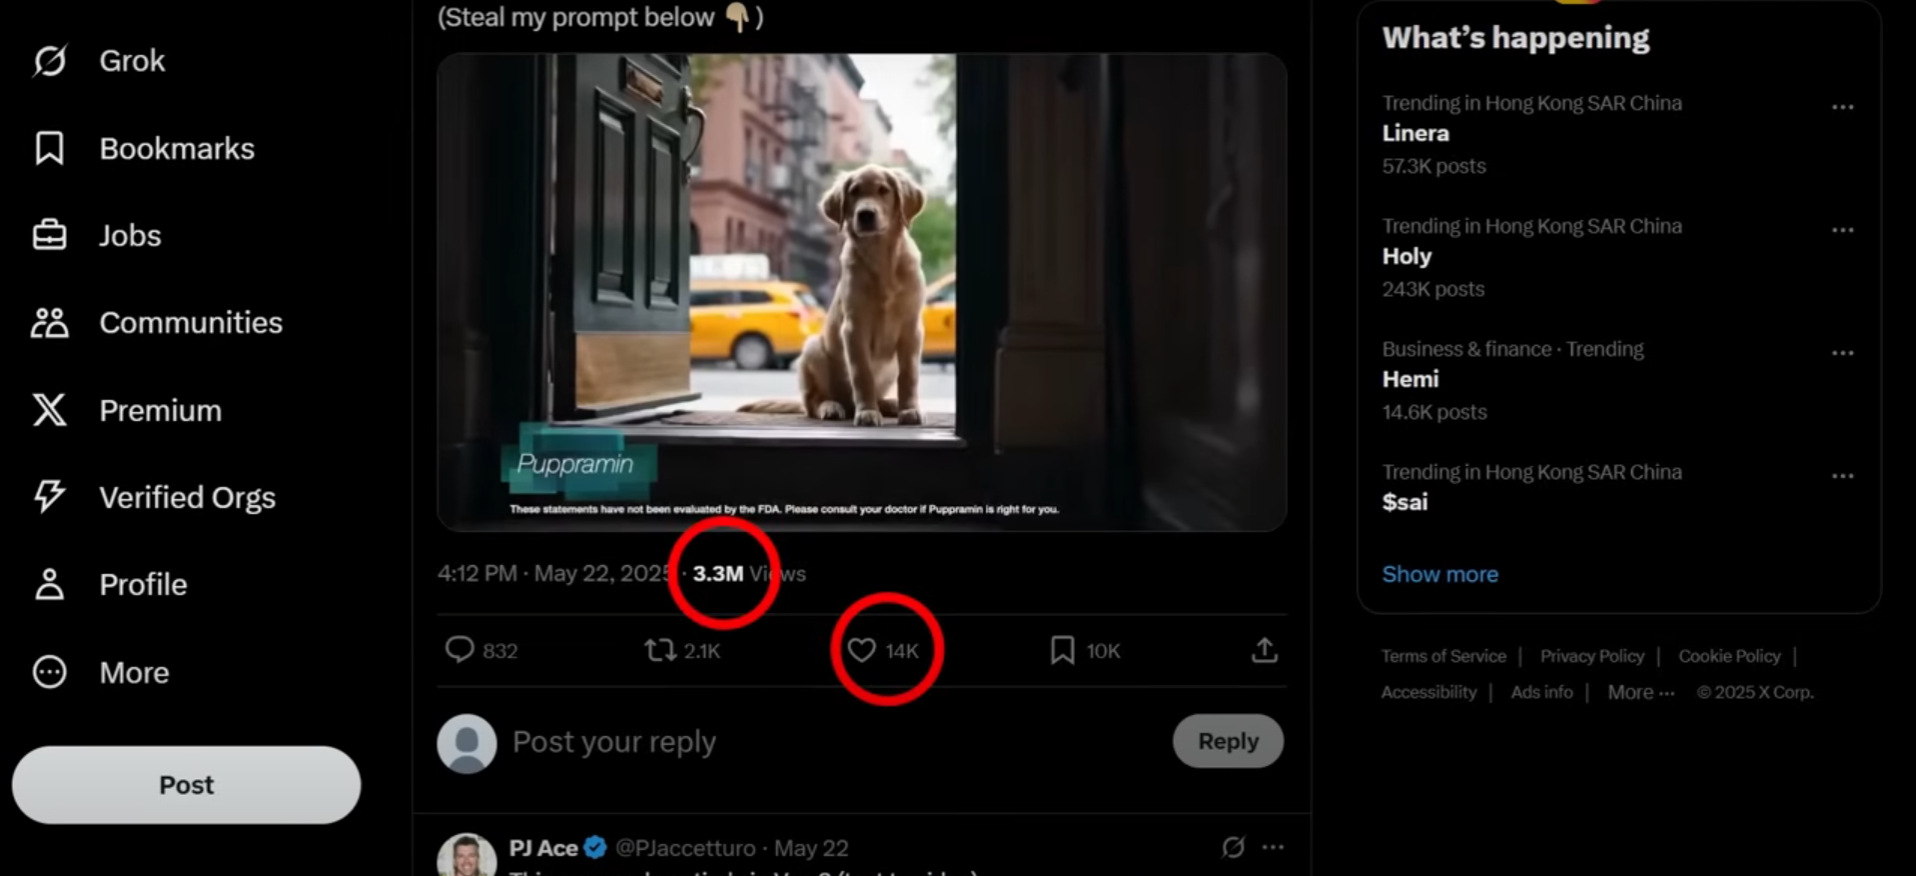 Grok
Bookmarks
Jobs
Communities
Premium
Verified Orgs
Profile
More
Post
(Steal my prompt below 👇🏼)
Puppramin
These statements have not been evaluated by the FDA. Please consult your doctor if Puppramin is right for you.
4:12 PM · May 22, 2025 · 3.3M Views
832 2.1K 14K 10K
Post your reply
Reply
PJ Ace @PJaccetturo · May 22
What's happening
Trending in Hong Kong SAR China
Linera
57.3K posts
Trending in Hong Kong SAR China
Holy
243K posts
Business & finance · Trending
Hemi
14.6K posts
Trending in Hong Kong SAR China
$sai
Show more
Terms of Service | Privacy Policy | Cookie Policy |
Accessibility | Ads info | More ··· © 2025 X Corp.